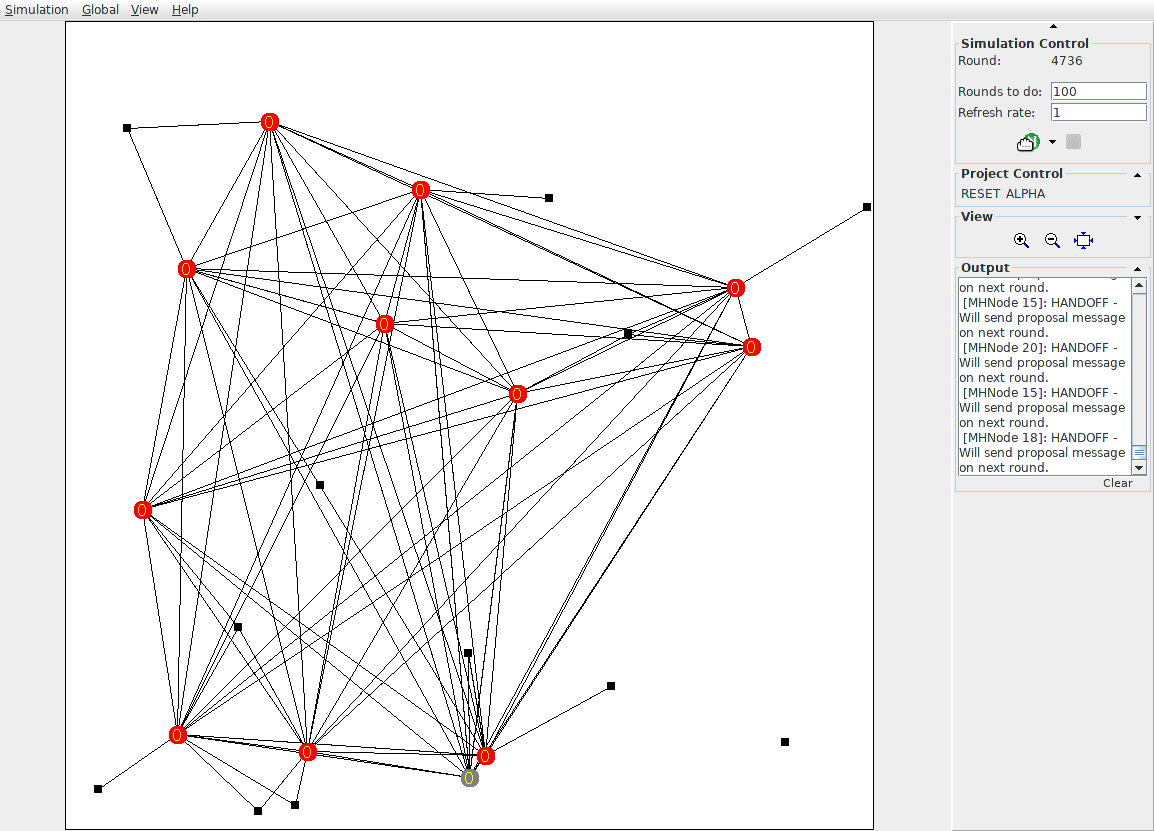 Simulation Global View Help
0
0
0
0
0
0
0
0
0
0
0
0
Simulation Control
Round: 4736
Rounds to do: 100
Refresh rate: 1
Project Control
RESET ALPHA
View
Output
on next round.
[MHNode 15]: HANDOFF -
Will send proposal message
on next round.
[MHNode 20]: HANDOFF -
Will send proposal message
on next round.
[MHNode 15]: HANDOFF -
Will send proposal message
on next round.
[MHNode 18]: HANDOFF -
Will send proposal message
on next round.
Clear